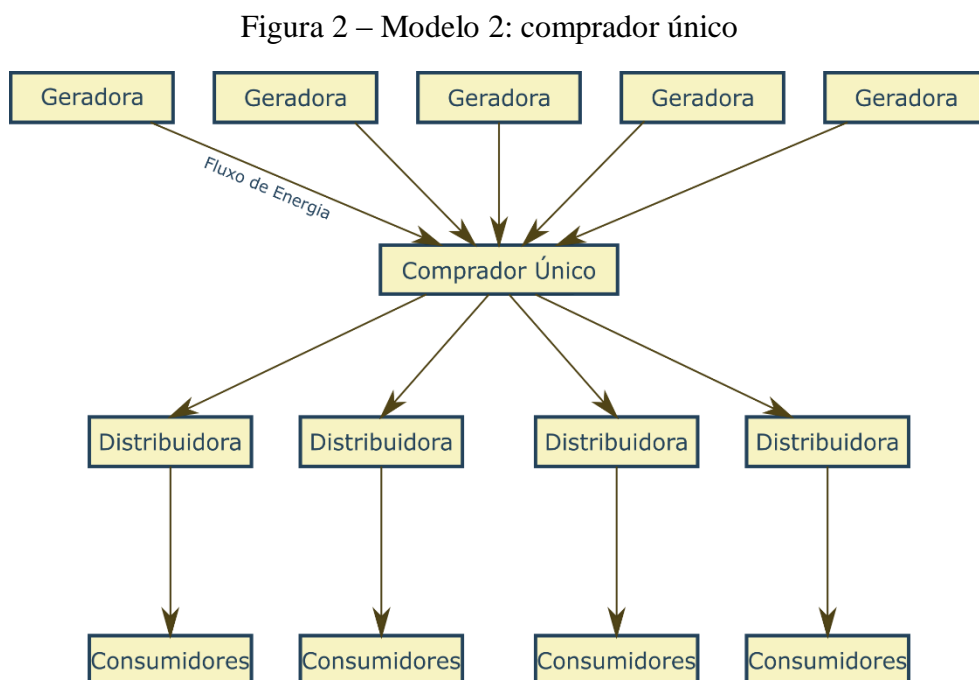 Figura 2 – Modelo 2: comprador único
Geradora
Geradora
Geradora
Geradora
Geradora
Fluxo de Energia
Comprador Único
Distribuidora
Distribuidora
Distribuidora
Distribuidora
Consumidores
Consumidores
Consumidores
Consumidores